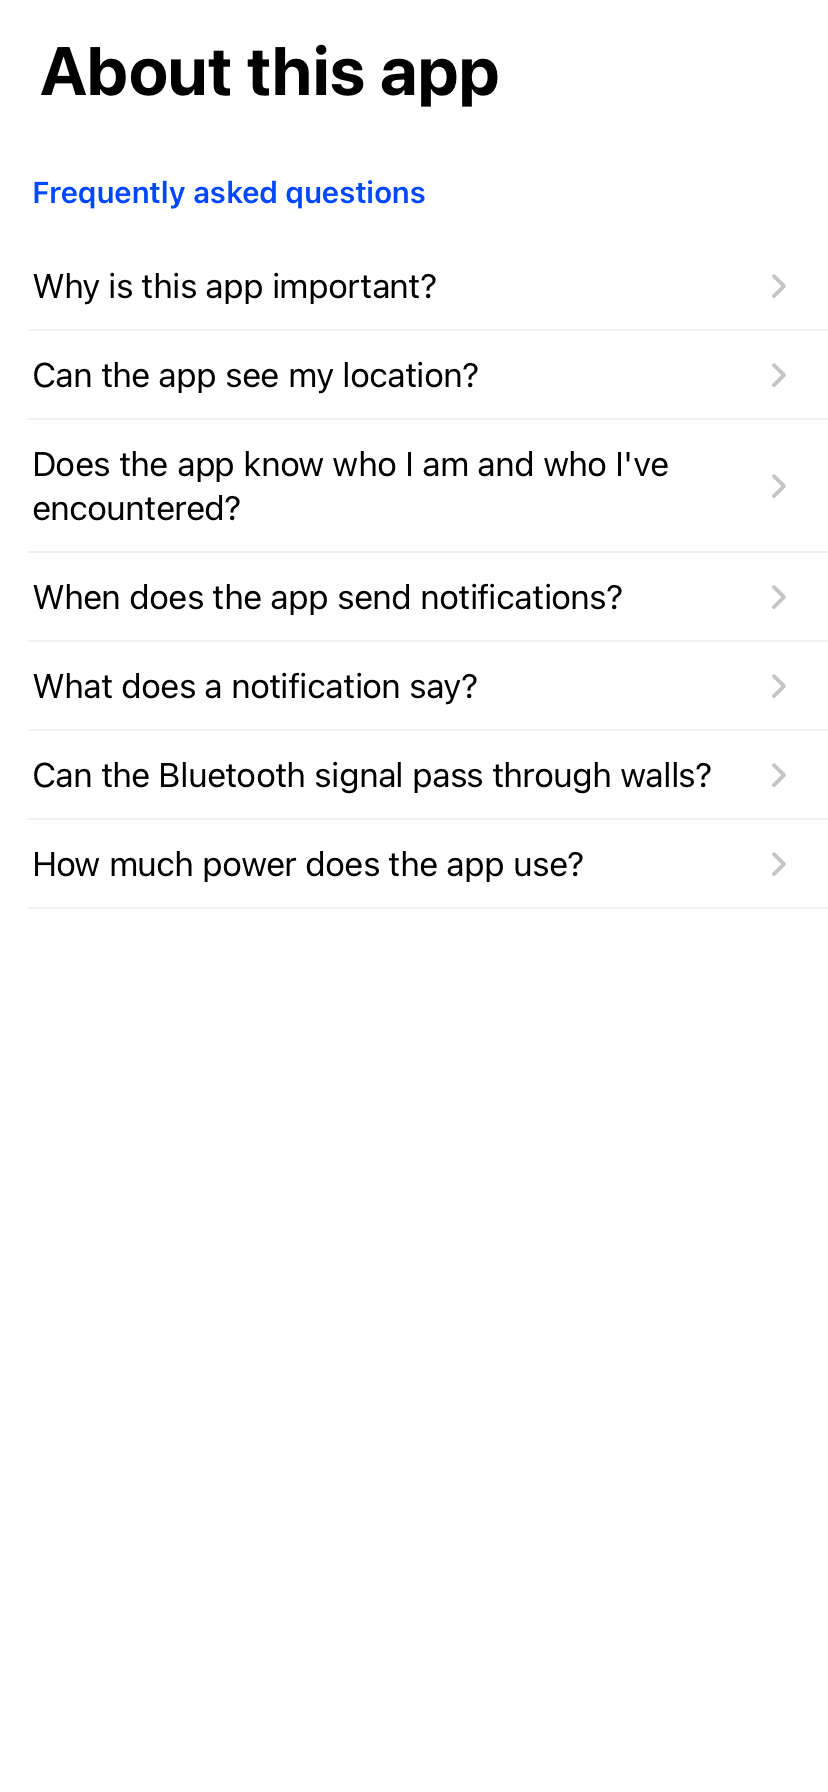 About this app
Frequently asked questions
Why is this app important?
Can the app see my location?
Does the app know who I am and who I've
encountered?
When does the app send notifications?
What does a notification say?
Can the Bluetooth signal pass through walls?
How much power does the app use?